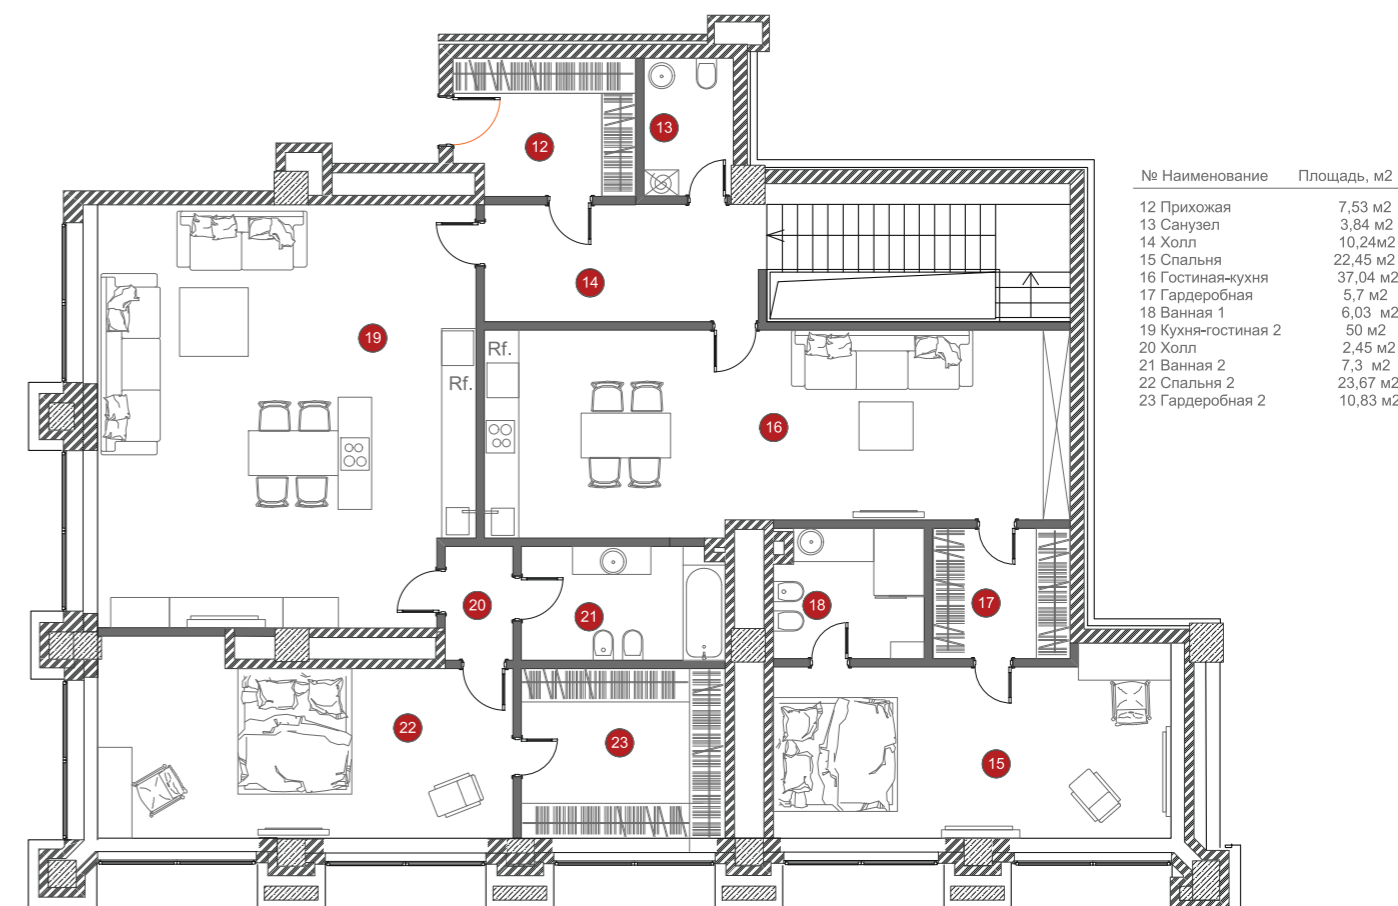 № Наименование Площадь, м2
12 Прихожая 7,53 м2
13 Санузел 3,84 м2
14 Холл 10,24м2
15 Спальня 22,45 м2
16 Гостиная-кухня 37,04 м2
17 Гардеробная 5,7 м2
18 Ванная 1 6,03 м2
19 Кухня-гостиная 2 50 м2
20 Холл 2,45 м2
21 Ванная 2 7,3 м2
22 Спальня 2 23,67 м2
23 Гардеробная 2 10,83 м2
12
13
14
19
Rf.
Rf.
16
20
21
18
17
22
23
15